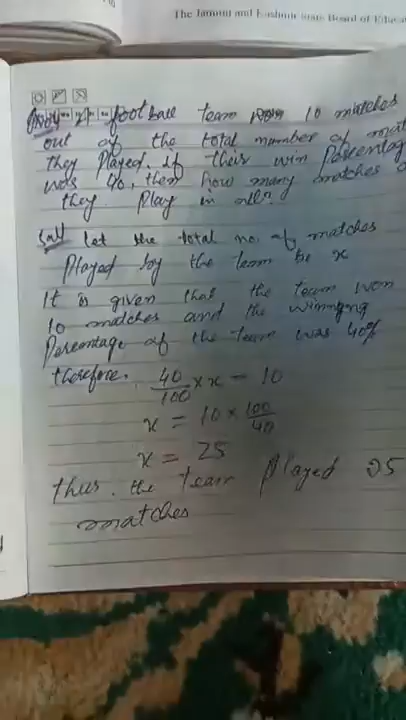 The Jammu and Kashmir State Board of Educa
football team won 10 matches
out of the total number of mat
they Played. if their win Percentag
was 40, then how many matches d
they Play in all?
Sol/ let the total no. of matches
Played by the team be x
It is given that the team won
10 matches and the winning
Percentage of the team was 40%
therefore. 40/100 × x = 10
x = 10 × 100/40
x = 25
thus. the team Played 25
matches